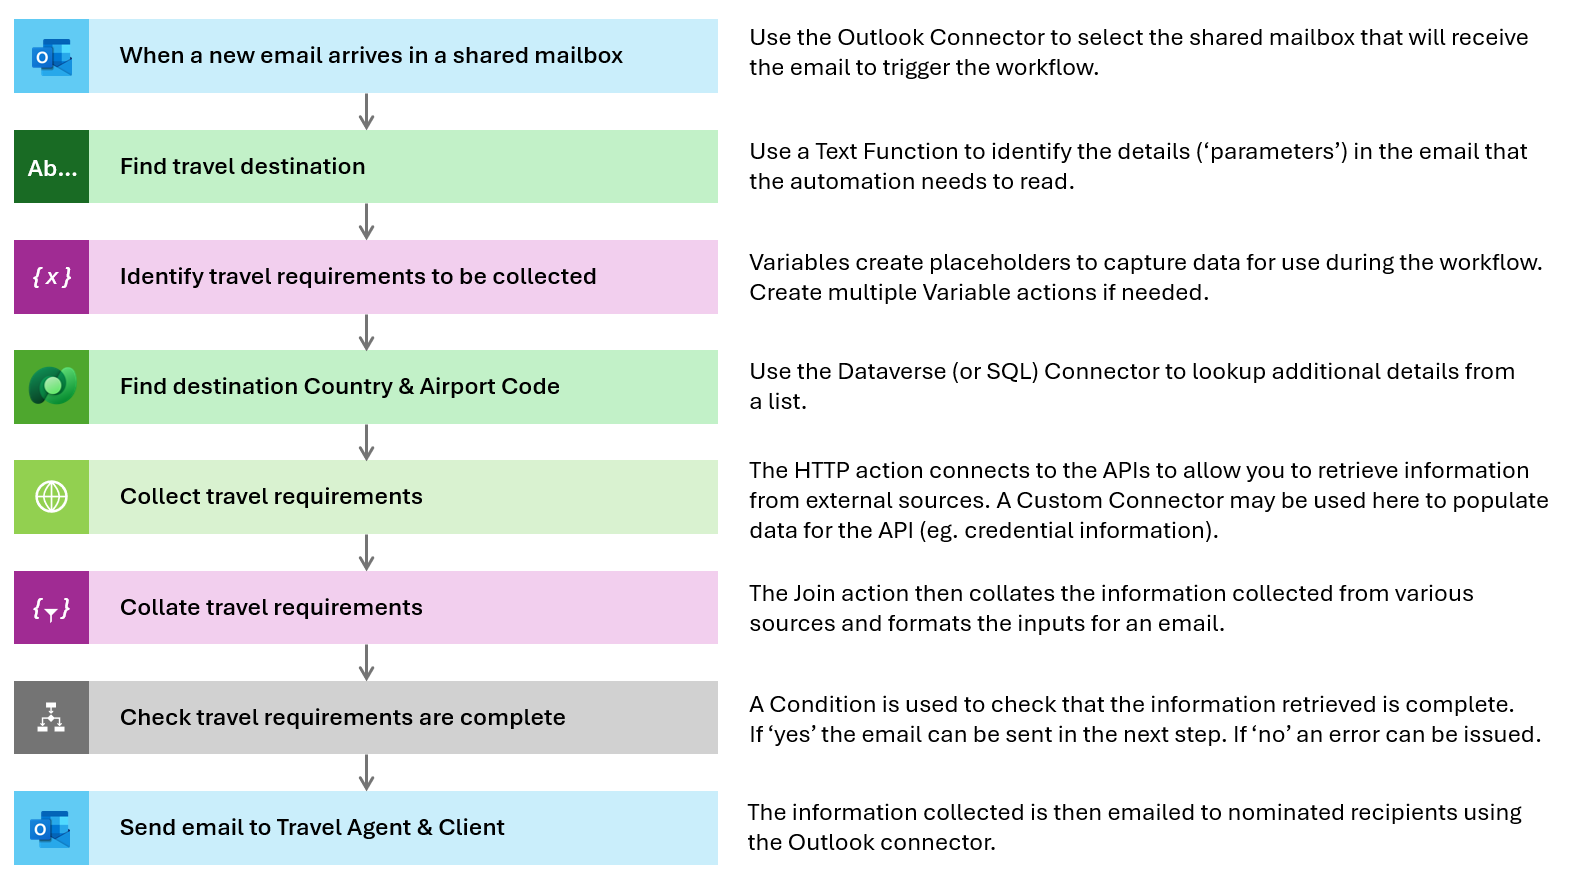 O
When a new email arrives in a shared mailbox
Use the Outlook Connector to select the shared mailbox that will receive
the email to trigger the workflow.
Ab...
Find travel destination
Use a Text Function to identify the details (‘parameters’) in the email that
the automation needs to read.
{x}
Identify travel requirements to be collected
Variables create placeholders to capture data for use during the workflow.
Create multiple Variable actions if needed.
Find destination Country & Airport Code
Use the Dataverse (or SQL) Connector to lookup additional details from
a list.
Collect travel requirements
The HTTP action connects to the APIs to allow you to retrieve information
from external sources. A Custom Connector may be used here to populate
data for the API (eg. credential information).
Collate travel requirements
The Join action then collates the information collected from various
sources and formats the inputs for an email.
Check travel requirements are complete
A Condition is used to check that the information retrieved is complete.
If ‘yes’ the email can be sent in the next step. If ‘no’ an error can be issued.
O
Send email to Travel Agent & Client
The information collected is then emailed to nominated recipients using
the Outlook connector.